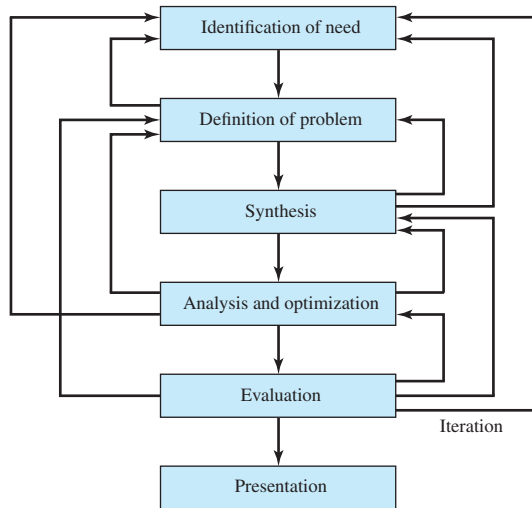 Identification of need
Definition of problem
Synthesis
Analysis and optimization
Evaluation
Iteration
Presentation